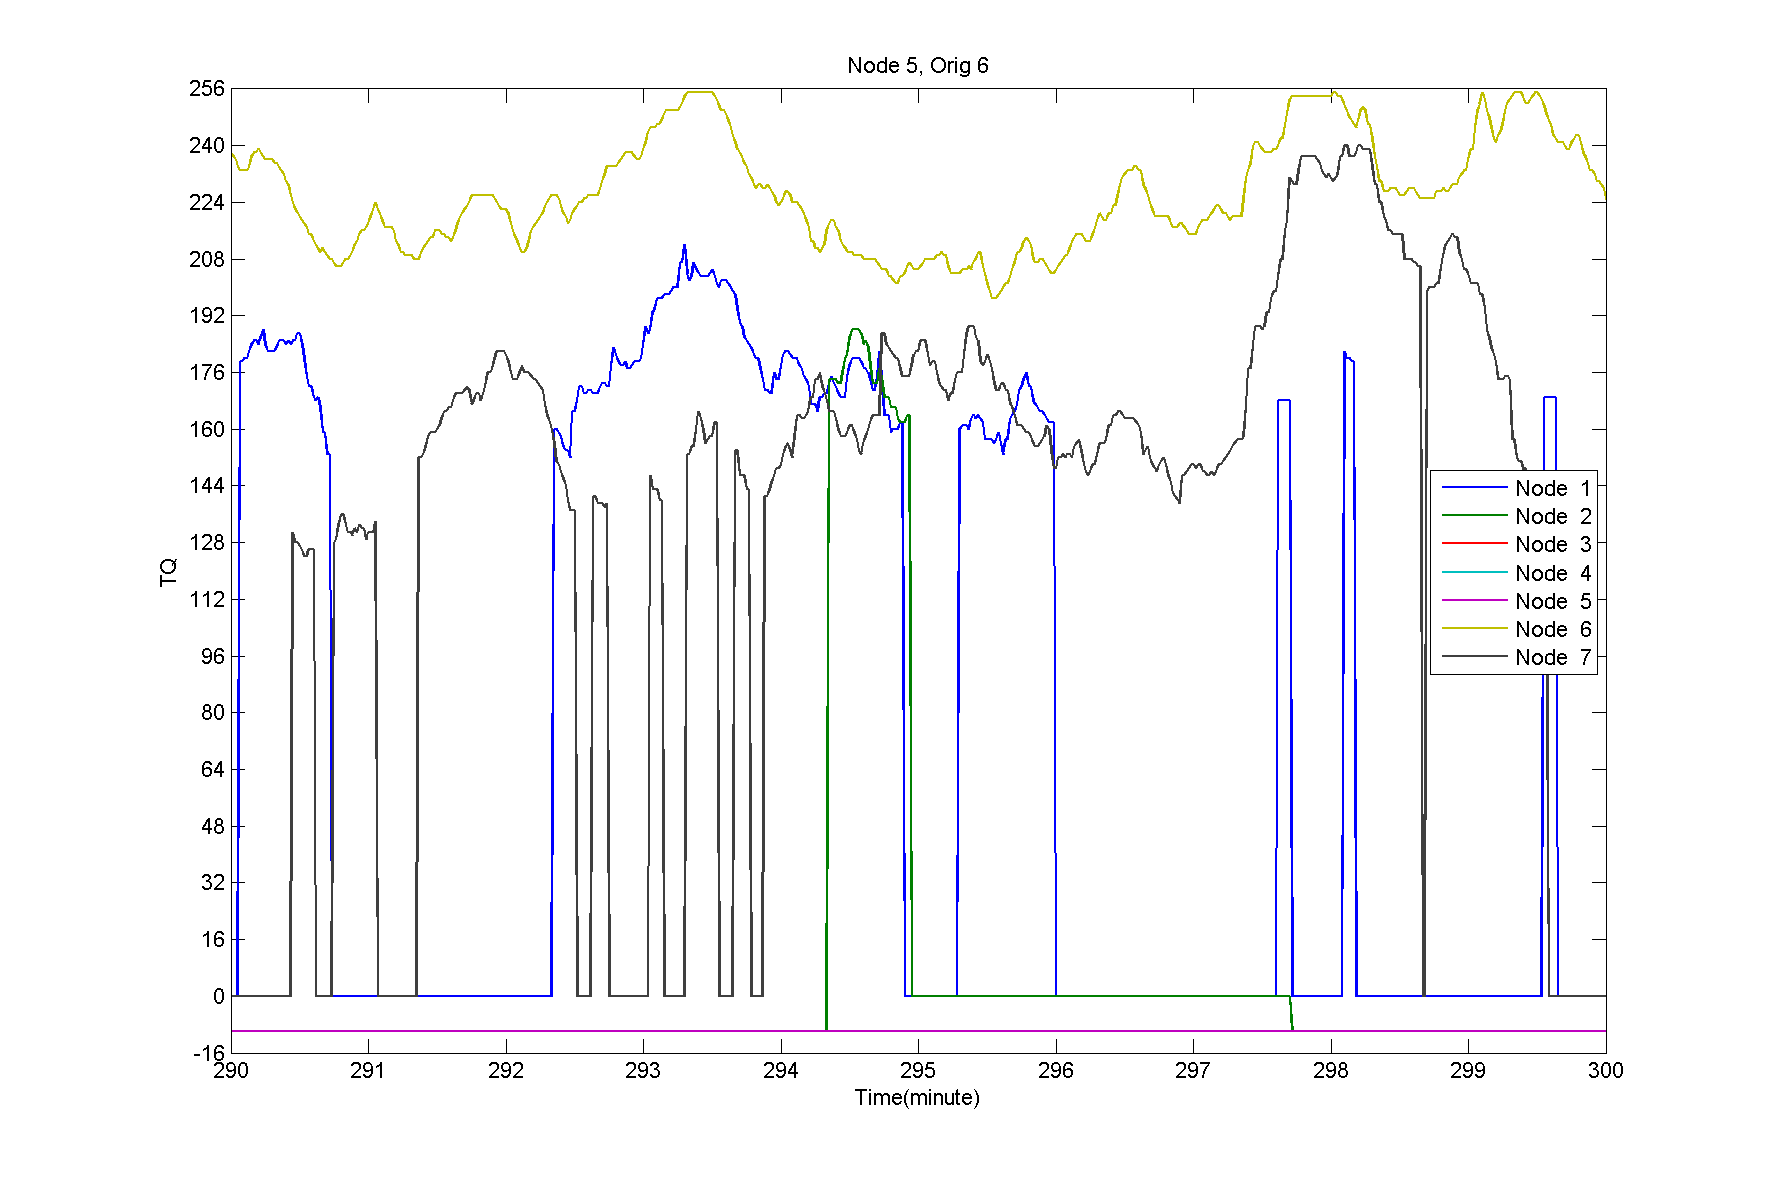 Node 5, Orig 6
256
240
224
208
192
176
160
144
128
112
96
80
64
48
32
16
0
-16
TQ
Node 1
Node 2
Node 3
Node 4
Node 5
Node 6
Node 7
290 291 292 293 294 295 296 297 298 299 300
Time(minute)